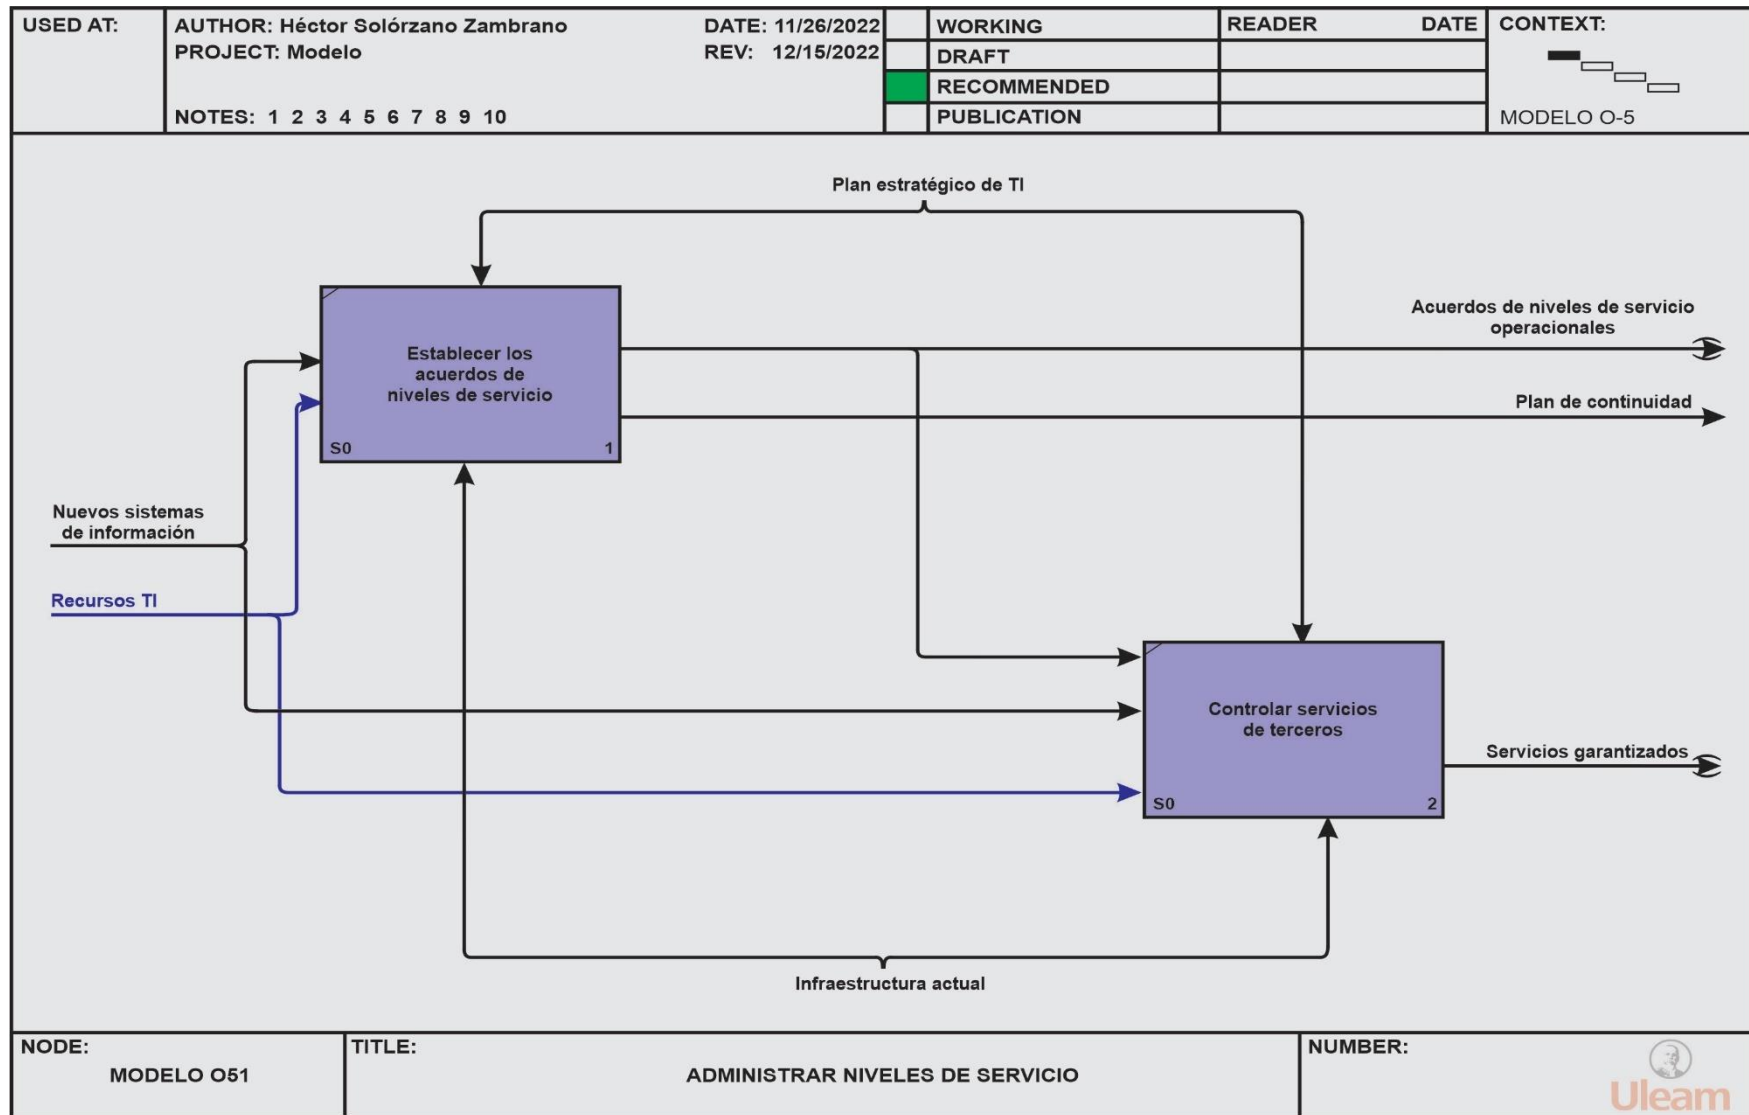 USED AT:
AUTHOR: Héctor Solórzano Zambrano
DATE: 11/26/2022
PROJECT: Modelo
REV: 12/15/2022
NOTES: 1 2 3 4 5 6 7 8 9 10
WORKING
DRAFT
RECOMMENDED
PUBLICATION
READER
DATE
CONTEXT:
MODELO O-5
Plan estratégico de TI
Establecer los
acuerdos de
niveles de servicio
S0
1
Acuerdos de niveles de servicio
operacionales
Plan de continuidad
Nuevos sistemas
de información
Recursos TI
Controlar servicios
de terceros
S0
2
Servicios garantizados
Infraestructura actual
NODE:
MODELO O51
TITLE:
ADMINISTRAR NIVELES DE SERVICIO
NUMBER:
Uleam